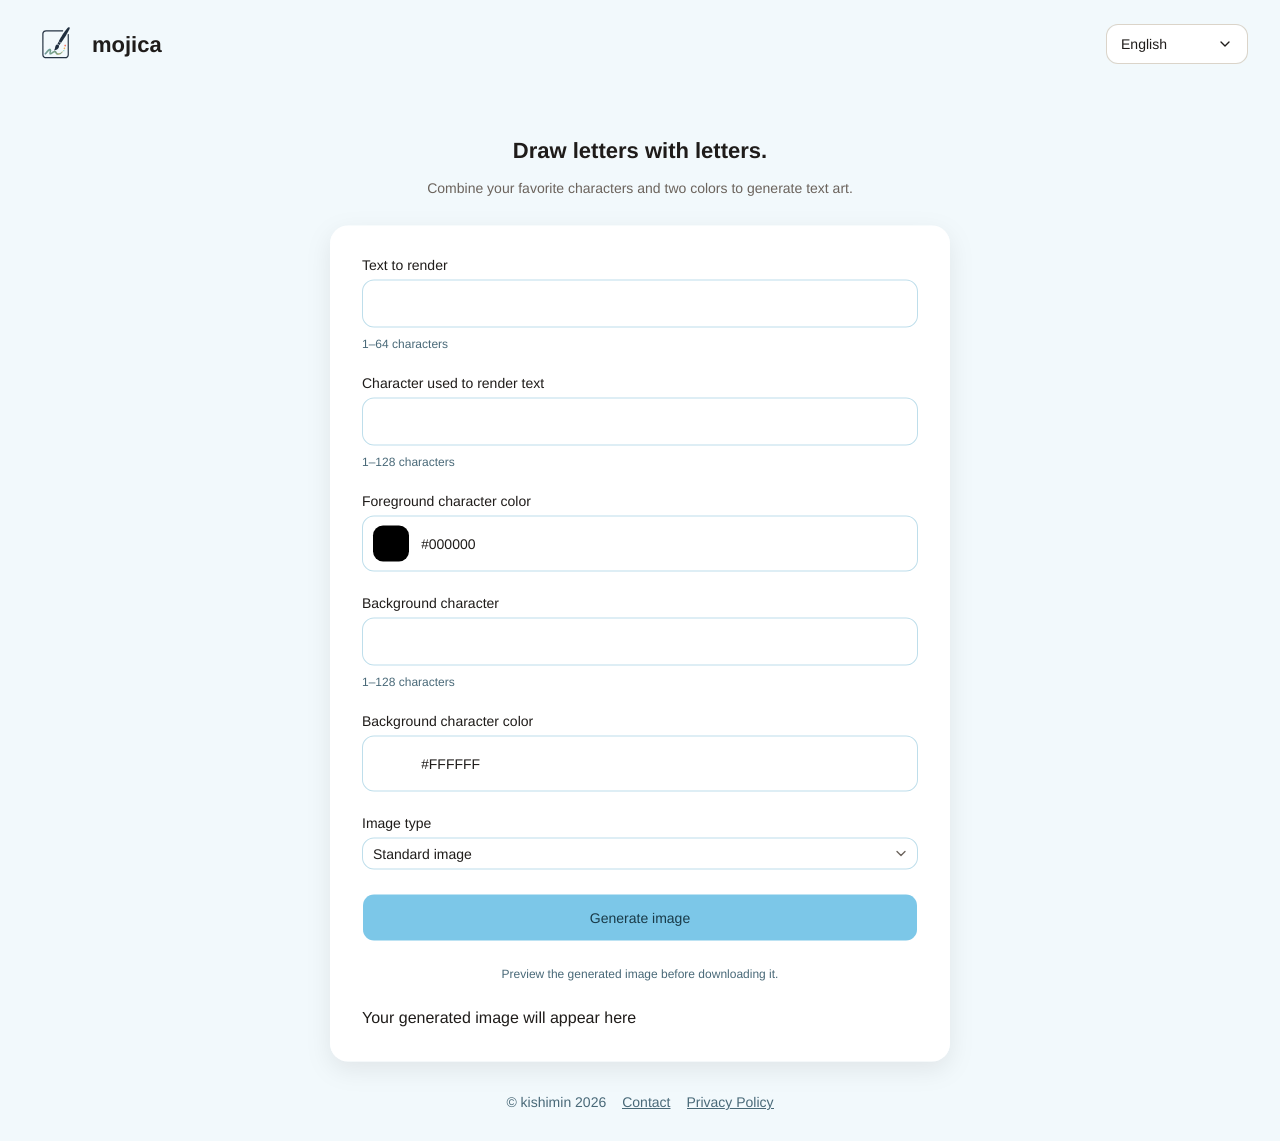 mojica
English
Draw letters with letters.
Combine your favorite characters and two colors to generate text art.
Text to render
1–64 characters
Character used to render text
1–128 characters
Foreground character color
#000000
Background character
1–128 characters
Background character color
#FFFFFF
Image type
Standard image
Generate image
Preview the generated image before downloading it.
Your generated image will appear here
© kishimin 2026 Contact Privacy Policy